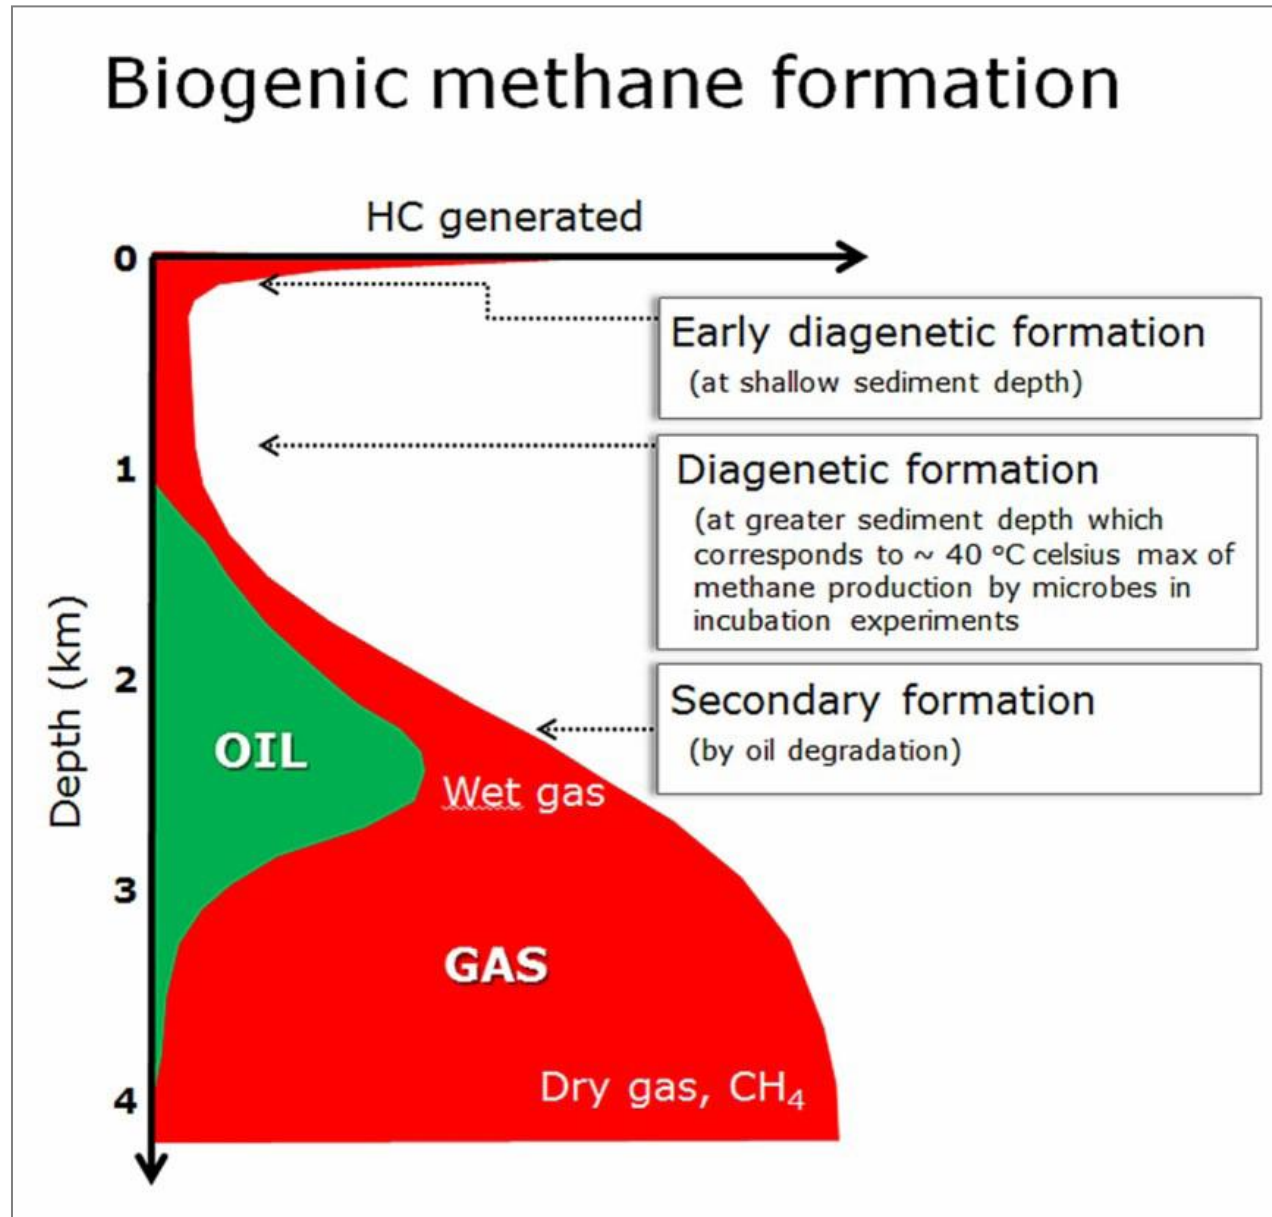 Biogenic methane formation
HC generated
0
Early diagenetic formation
(at shallow sediment depth)
1
Diagenetic formation
(at greater sediment depth which
corresponds to ~ 40 °C celsius max of
methane production by microbes in
incubation experiments
Depth (km)
2
Secondary formation
(by oil degradation)
OIL
Wet gas
3
GAS
Dry gas, CH₄
4